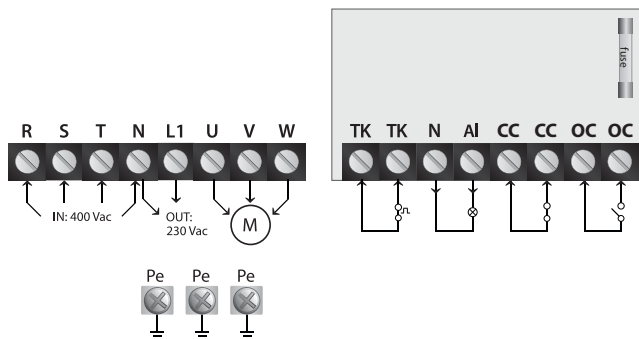 fuse
R S T N L1 U V W
TK TK N Al CC CC OC OC
IN: 400 Vac
OUT:
230 Vac
M
Pe Pe Pe